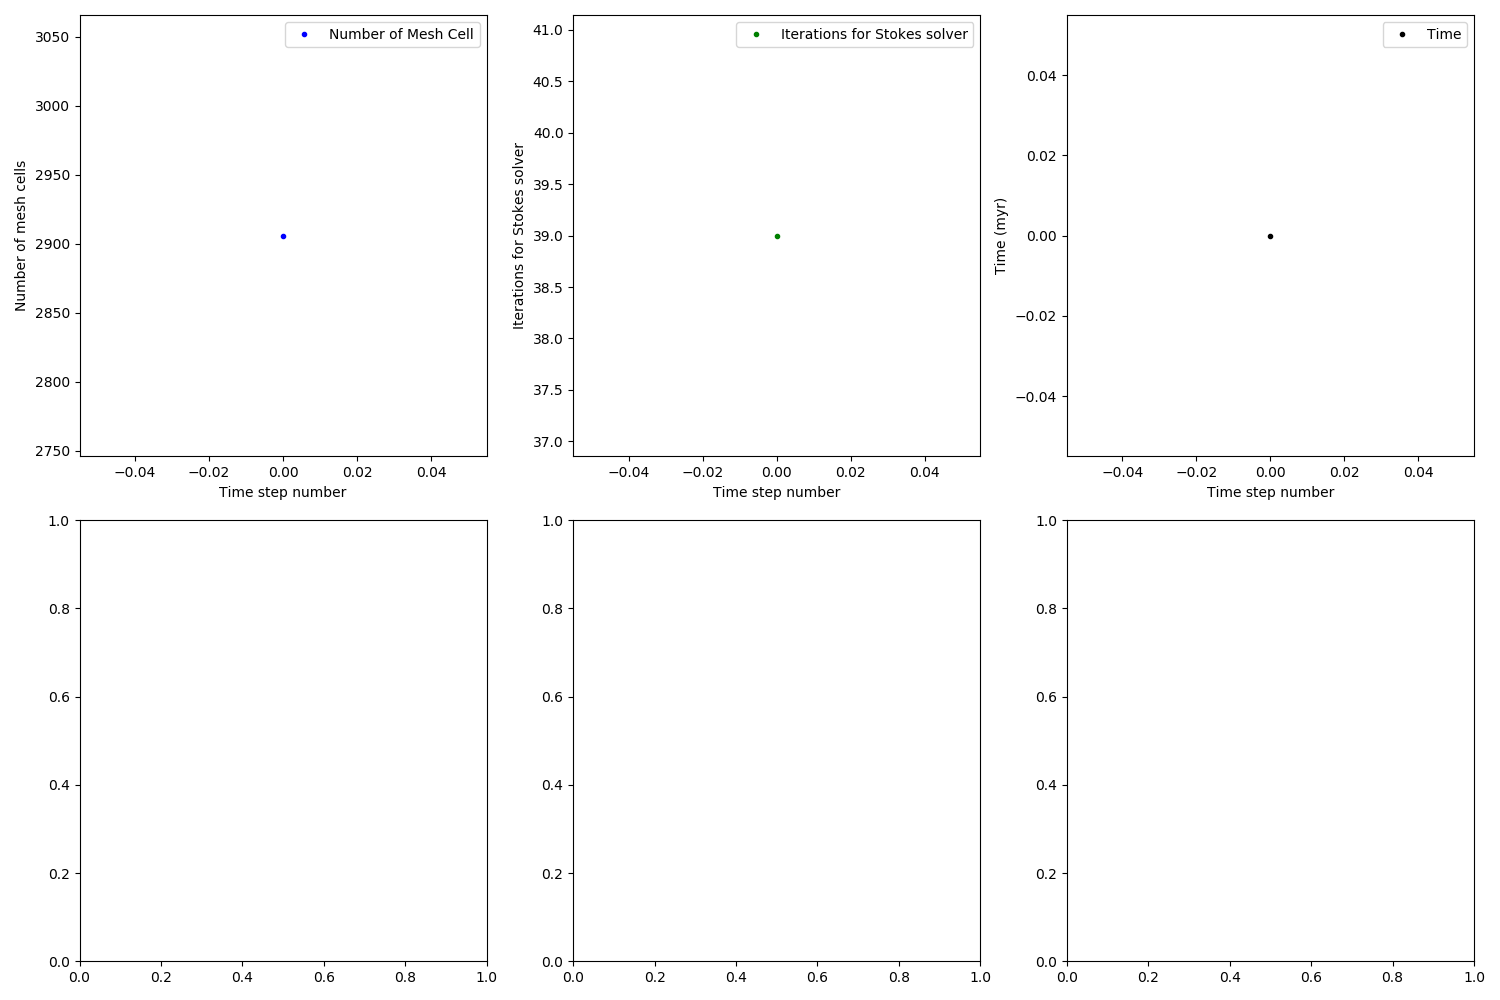 Number of Mesh Cell
Number of mesh cells
3050
3000
2950
2900
2850
2800
2750
−0.04 −0.02 0.00 0.02 0.04
Time step number
Iterations for Stokes solver
Iterations for Stokes solver
41.0
40.5
40.0
39.5
39.0
38.5
38.0
37.5
37.0
−0.04 −0.02 0.00 0.02 0.04
Time step number
Time
Time (myr)
0.04
0.02
0.00
−0.02
−0.04
−0.04 −0.02 0.00 0.02 0.04
Time step number
1.0
0.8
0.6
0.4
0.2
0.0
0.0 0.2 0.4 0.6 0.8 1.0
1.0
0.8
0.6
0.4
0.2
0.0
0.0 0.2 0.4 0.6 0.8 1.0
1.0
0.8
0.6
0.4
0.2
0.0
0.0 0.2 0.4 0.6 0.8 1.0